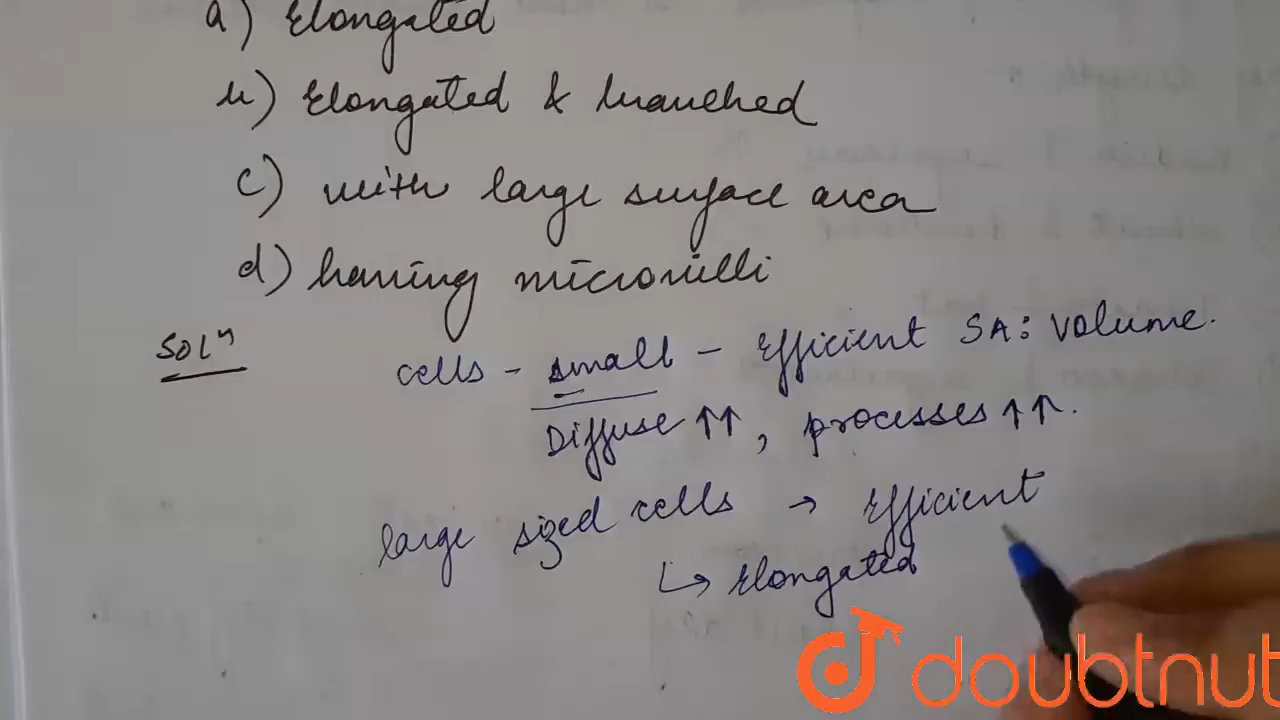 a) Elongated
b) Elongated & branched
c) with large surface area
d) having microvilli
SOLⁿ
cells - small - Efficient SA: Volume.
Diffuse ↑↑, processes ↑↑.
large sized cells → Efficient
↳ Elongated
doubtnut